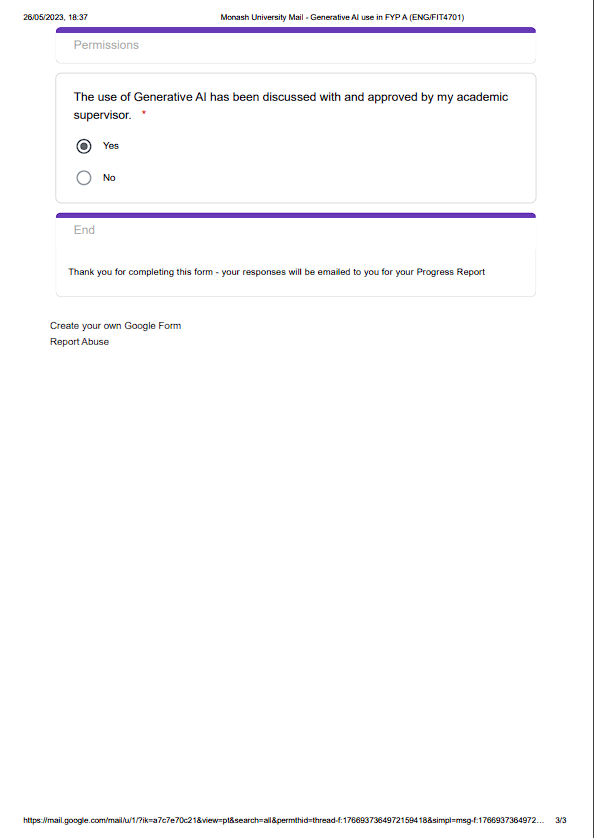 26/05/2023, 18:37 Monash University Mail - Generative AI use in FYP A (ENG/FIT4701)
Permissions
The use of Generative AI has been discussed with and approved by my academic
supervisor. *
Yes
No
End
Thank you for completing this form - your responses will be emailed to you for your Progress Report
Create your own Google Form
Report Abuse
https://mail.google.com/mail/u/1/?ik=a7c7e70c21&view=pt&search=all&permthid=thread-f:1766937364972159418&simpl=msg-f:1766937364972… 3/3